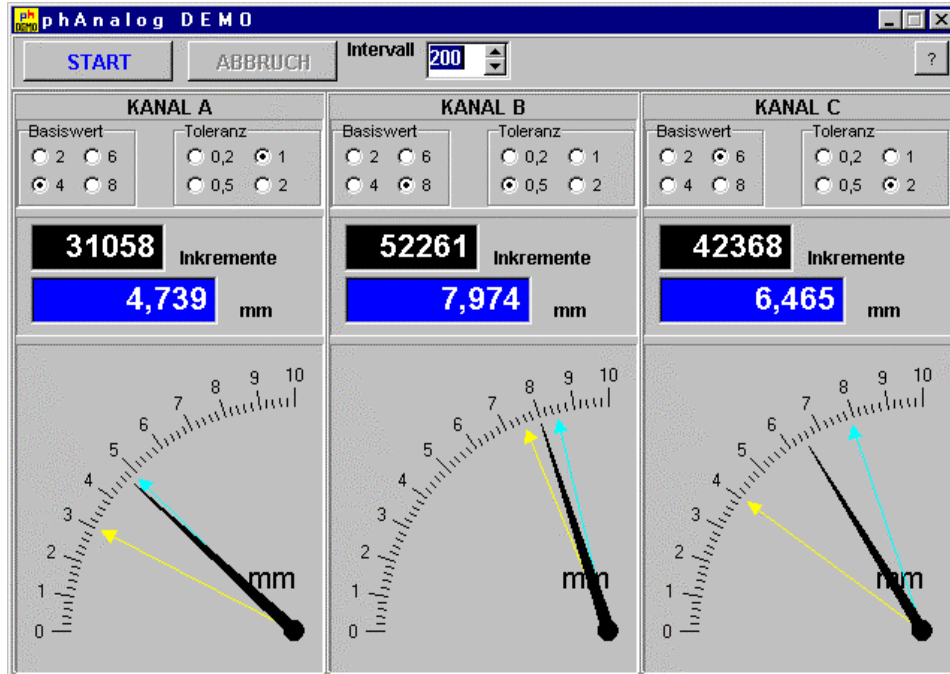 ph DEMO phAnalog DEMO
START ABBRUCH Intervall 200 ?
KANAL A
Basiswert
2 6
4 8
Toleranz
0,2 1
0,5 2
31058 Inkremente
4,739 mm
0 1 2 3 4 5 6 7 8 9 10
mm
KANAL B
Basiswert
2 6
4 8
Toleranz
0,2 1
0,5 2
52261 Inkremente
7,974 mm
0 1 2 3 4 5 6 7 8 9 10
mm
KANAL C
Basiswert
2 6
4 8
Toleranz
0,2 1
0,5 2
42368 Inkremente
6,465 mm
0 1 2 3 4 5 6 7 8 9 10
mm